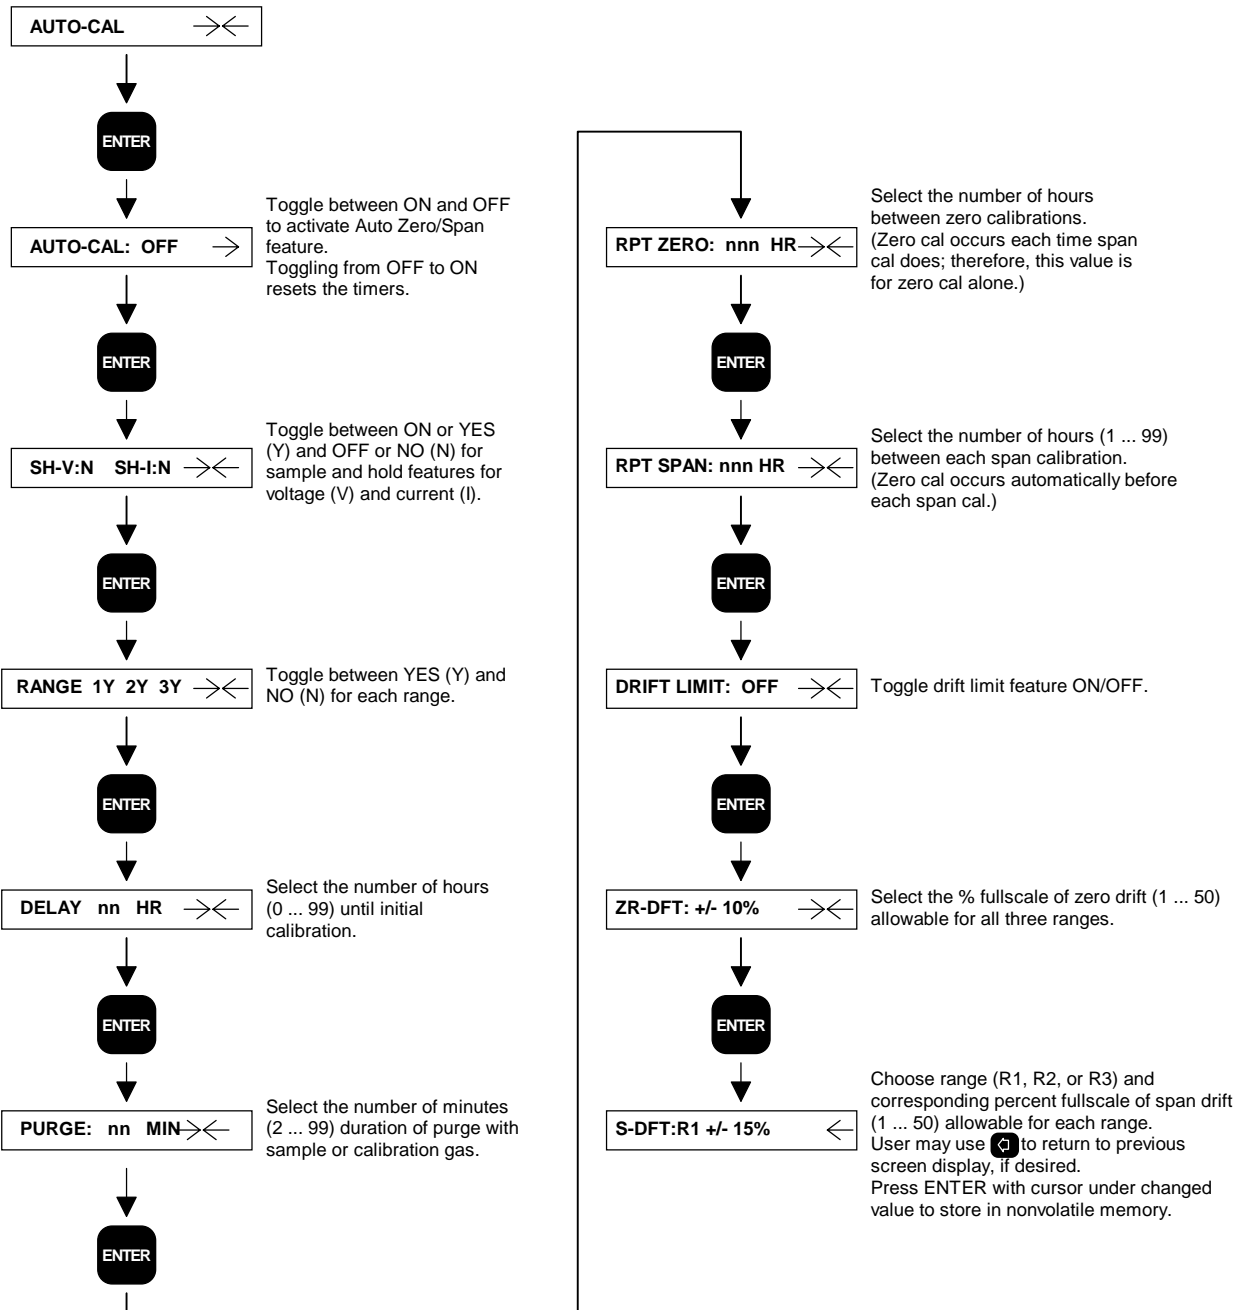 AUTO-CAL
ENTER
AUTO-CAL: OFF
Toggle between ON and OFF
to activate Auto Zero/Span
feature.
Toggling from OFF to ON
resets the timers.
ENTER
SH-V:N SH-I:N
Toggle between ON or YES
(Y) and OFF or NO (N) for
sample and hold features for
voltage (V) and current (I).
ENTER
RANGE 1Y 2Y 3Y
Toggle between YES (Y) and
NO (N) for each range.
ENTER
DELAY nn HR
Select the number of hours
(0 ... 99) until initial
calibration.
ENTER
PURGE: nn MIN
Select the number of minutes
(2 ... 99) duration of purge with
sample or calibration gas.
ENTER
RPT ZERO: nnn HR
Select the number of hours
between zero calibrations.
(Zero cal occurs each time span
cal does; therefore, this value is
for zero cal alone.)
ENTER
RPT SPAN: nnn HR
Select the number of hours (1 ... 99)
between each span calibration.
(Zero cal occurs automatically before
each span cal.)
ENTER
DRIFT LIMIT: OFF
Toggle drift limit feature ON/OFF.
ENTER
ZR-DFT: +/- 10%
Select the % fullscale of zero drift (1 ... 50)
allowable for all three ranges.
ENTER
S-DFT:R1 +/- 15%
Choose range (R1, R2, or R3) and
corresponding percent fullscale of span drift
(1 ... 50) allowable for each range.
User may use to return to previous
screen display, if desired.
Press ENTER with cursor under changed
value to store in nonvolatile memory.